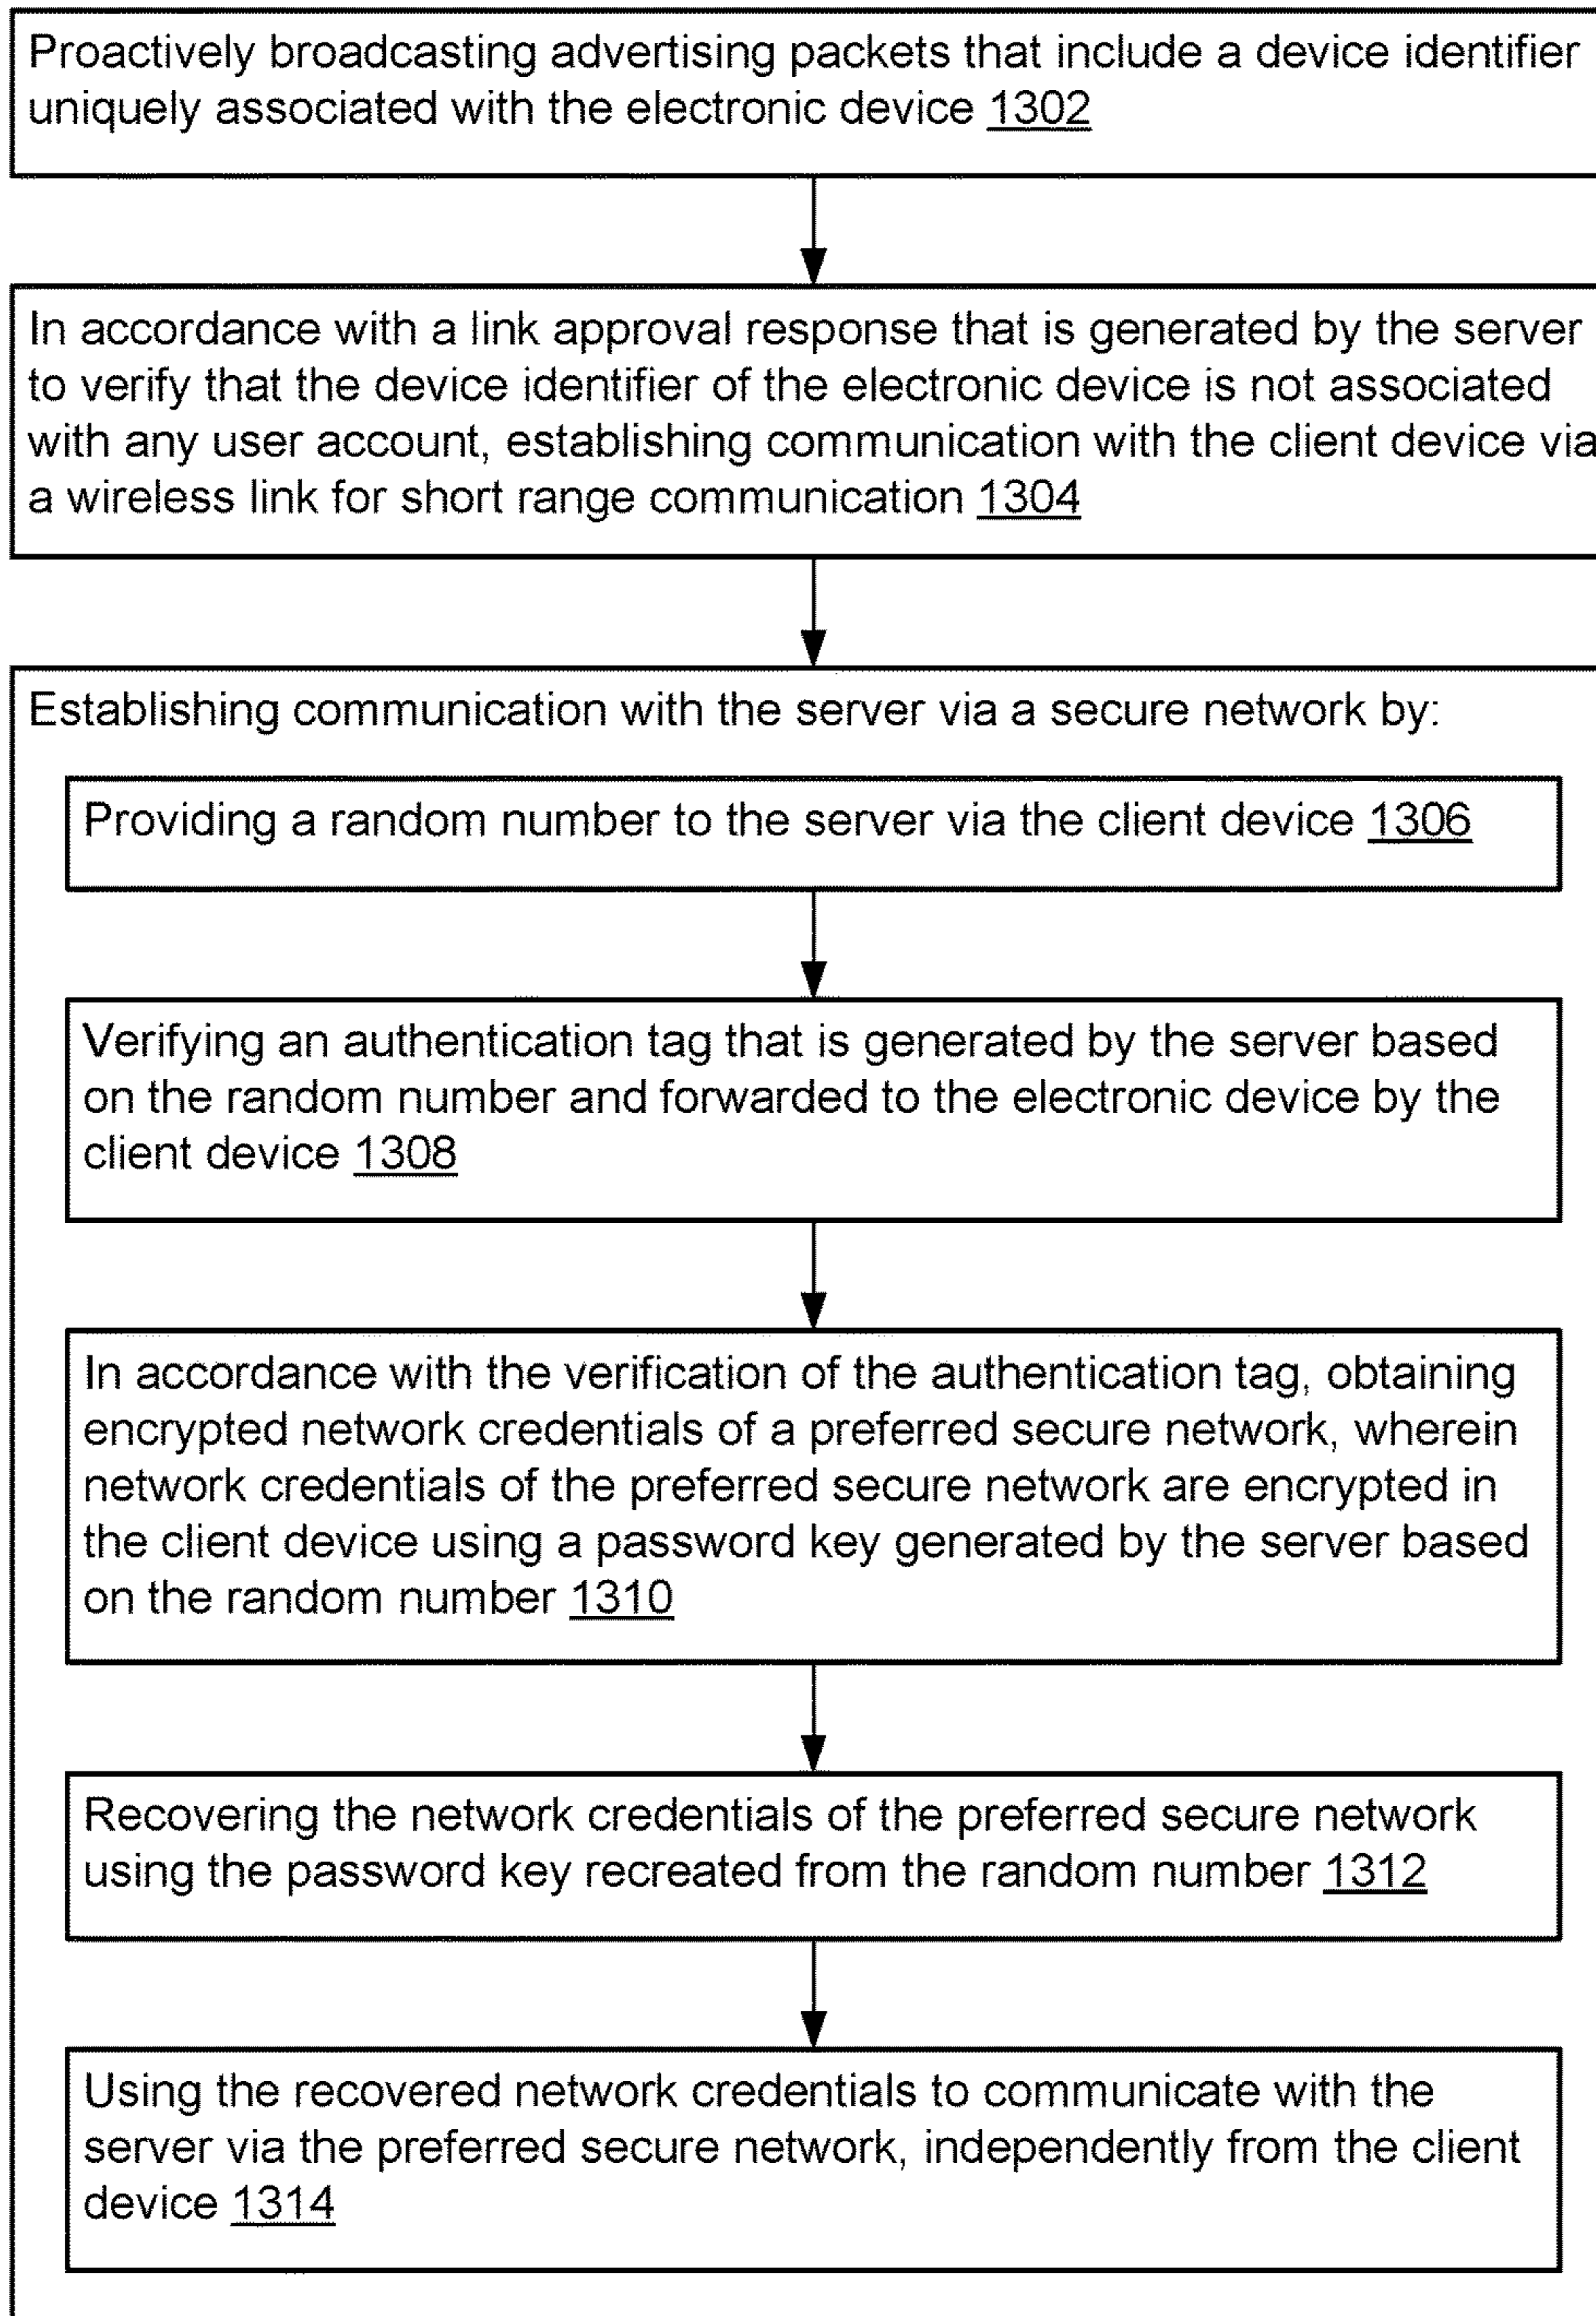 Proactively broadcasting advertising packets that include a device identifier
uniquely associated with the electronic device 1302
In accordance with a link approval response that is generated by the server
to verify that the device identifier of the electronic device is not associated
with any user account, establishing communication with the client device via
a wireless link for short range communication 1304
Establishing communication with the server via a secure network by:
Providing a random number to the server via the client device 1306
Verifying an authentication tag that is generated by the server based
on the random number and forwarded to the electronic device by the
client device 1308
In accordance with the verification of the authentication tag, obtaining
encrypted network credentials of a preferred secure network, wherein
network credentials of the preferred secure network are encrypted in
the client device using a password key generated by the server based
on the random number 1310
Recovering the network credentials of the preferred secure network
using the password key recreated from the random number 1312
Using the recovered network credentials to communicate with the
server via the preferred secure network, independently from the client
device 1314